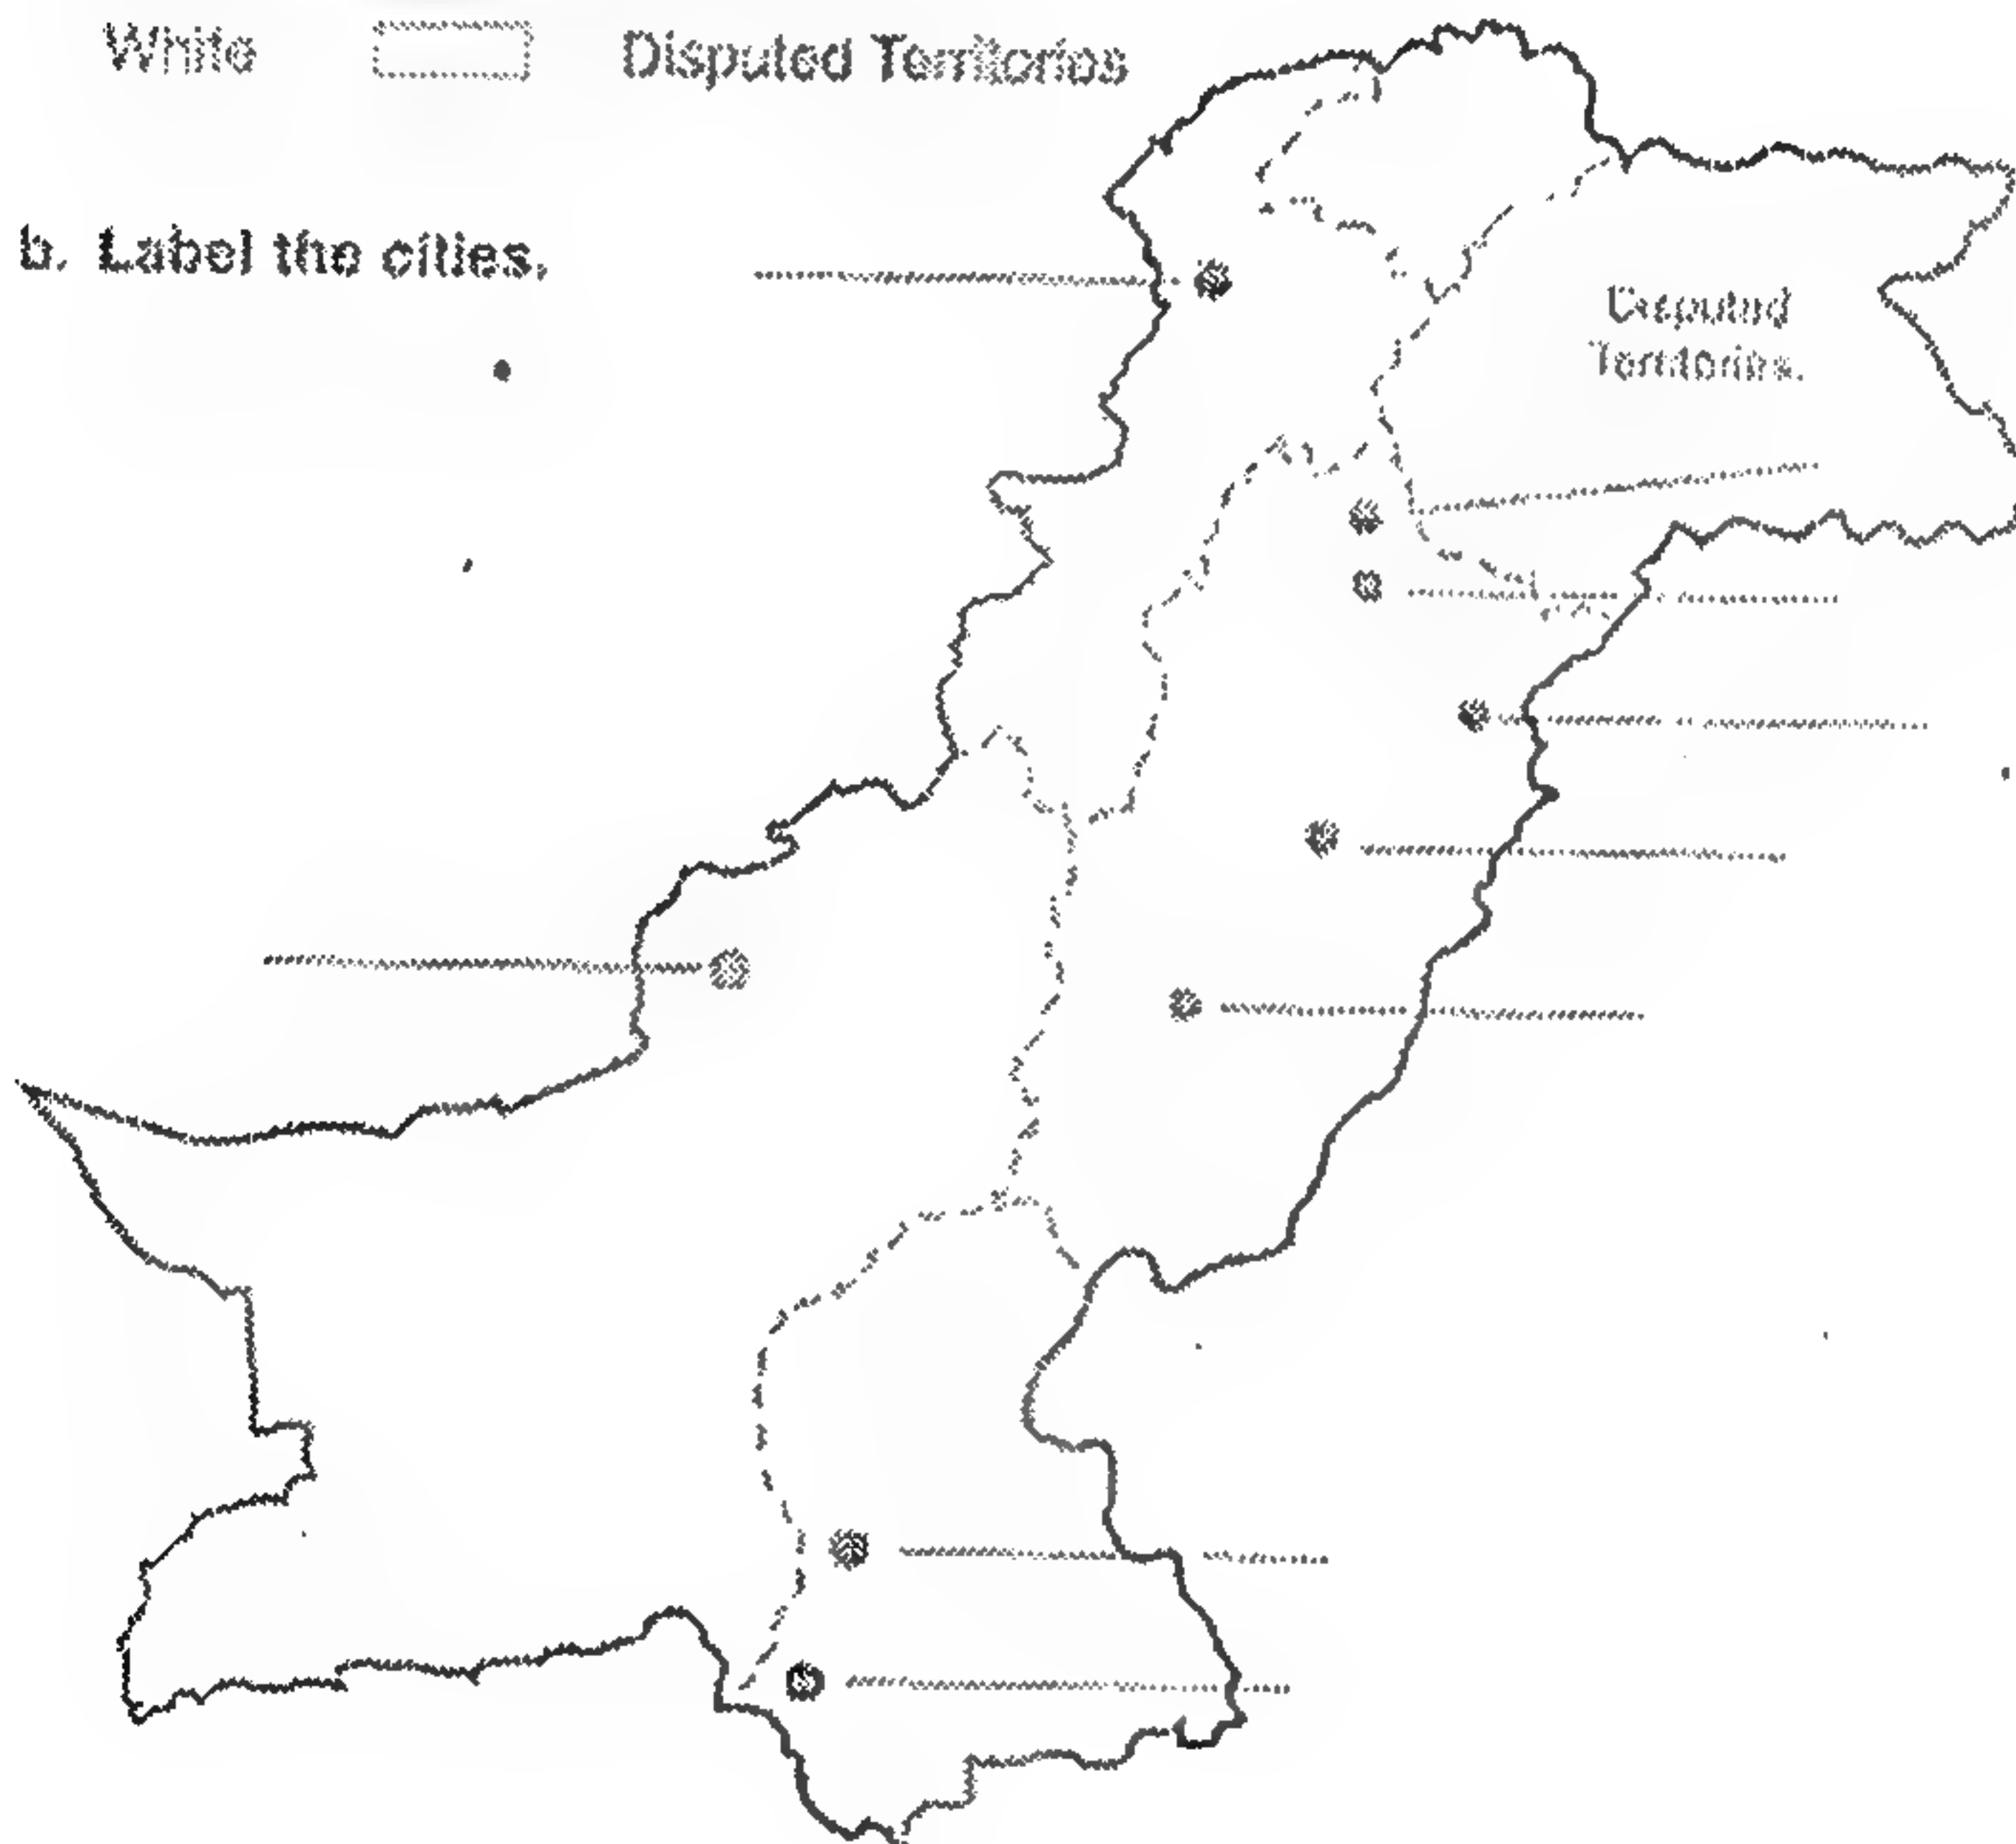 White Disputed Territories
b. Label the cities.
Disputed
Territories.